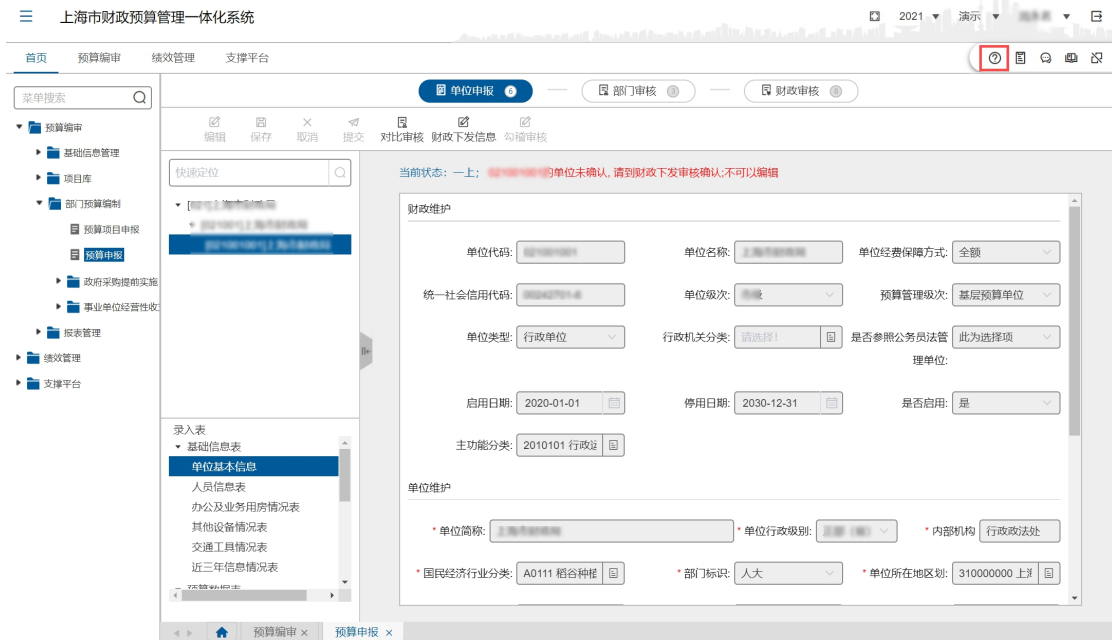 上海市财政预算管理一体化系统
2021 演示
首页 预算编审 绩效管理 支撑平台
菜单搜索
预算编审
基础信息管理
项目库
部门预算编制
预算项目申报
预算申报
政府采购提前实施
事业单位经营性收
报表管理
绩效管理
支撑平台
单位申报 6 部门审核 3 财政审核 8
编辑 保存 取消 提交 对比审核 财政下发信息 勾稽审核
快速定位
录入表
基础信息表
单位基本信息
人员信息表
办公及业务用房情况表
其他设备情况表
交通工具情况表
近三年信息情况表
预算数据表
当前状态：一上； 的单位未确认, 请到财政下发审核确认;不可以编辑
财政维护
单位代码: 单位名称: 单位经费保障方式: 全额
统一社会信用代码: 单位级次: 预算管理级次: 基层预算单位
单位类型: 行政单位 行政机关分类: 请选择! 是否参照公务员法管 此为选择项
理单位:
启用日期: 2020-01-01 停用日期: 2030-12-31 是否启用: 是
主功能分类: 2010101 行政运
单位维护
* 单位简称: * 单位行政级别: * 内部机构 行政政法处
* 国民经济行业分类: A0111 稻谷种植 * 部门标识: 人大 * 单位所在地区划: 310000000 上海
预算编审 × 预算申报 ×